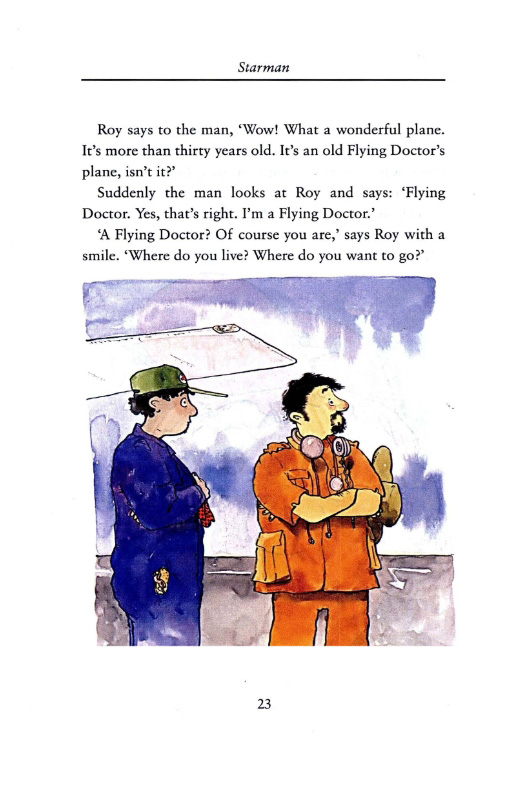 Starman
Roy says to the man, ‘Wow! What a wonderful plane.
It's more than thirty years old. It's an old Flying Doctor's
plane, isn't it?’
Suddenly the man looks at Roy and says: ‘Flying
Doctor. Yes, that's right. I'm a Flying Doctor.’
‘A Flying Doctor? Of course you are,’ says Roy with a
smile. ‘Where do you live? Where do you want to go?’
23